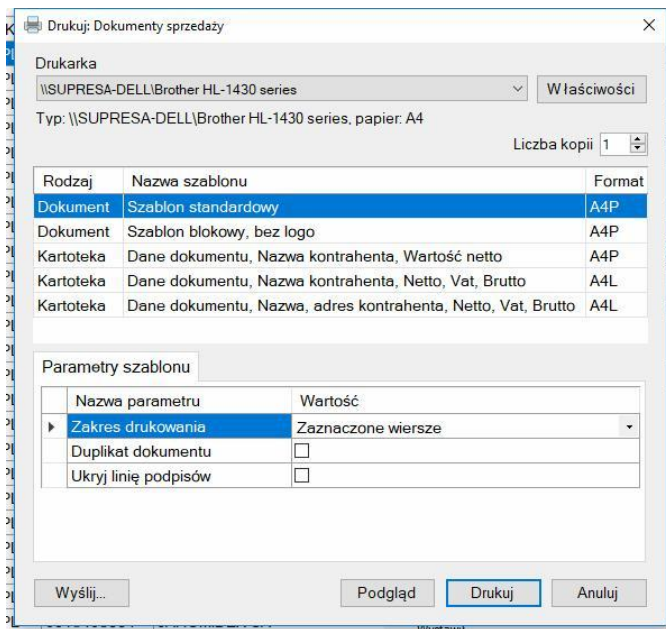 Drukuj: Dokumenty sprzedaży
Drukarka
\\SUPRESA-DELL\Brother HL-1430 series
Właściwości
Typ: \\SUPRESA-DELL\Brother HL-1430 series, papier: A4
Liczba kopii 1
Rodzaj Nazwa szablonu Format
Dokument Szablon standardowy A4P
Dokument Szablon blokowy, bez logo A4P
Kartoteka Dane dokumentu, Nazwa kontrahenta, Wartość netto A4P
Kartoteka Dane dokumentu, Nazwa kontrahenta, Netto, Vat, Brutto A4L
Kartoteka Dane dokumentu, Nazwa, adres kontrahenta, Netto, Vat, Brutto A4L
Parametry szablonu
Nazwa parametru Wartość
Zakres drukowania Zaznaczone wiersze
Duplikat dokumentu
Ukryj linię podpisów
Wyślij... Podgląd Drukuj Anuluj